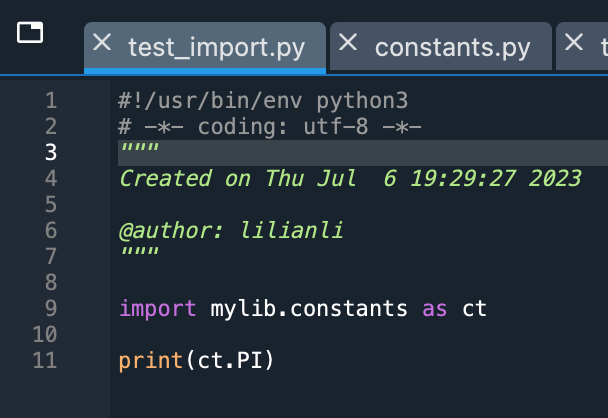 test_import.py
constants.py
1 #!/usr/bin/env python3
2 # -*- coding: utf-8 -*-
3 """
4 Created on Thu Jul  6 19:29:27 2023
5
6 @author: lilianli
7 """
8
9 import mylib.constants as ct
10
11 print(ct.PI)